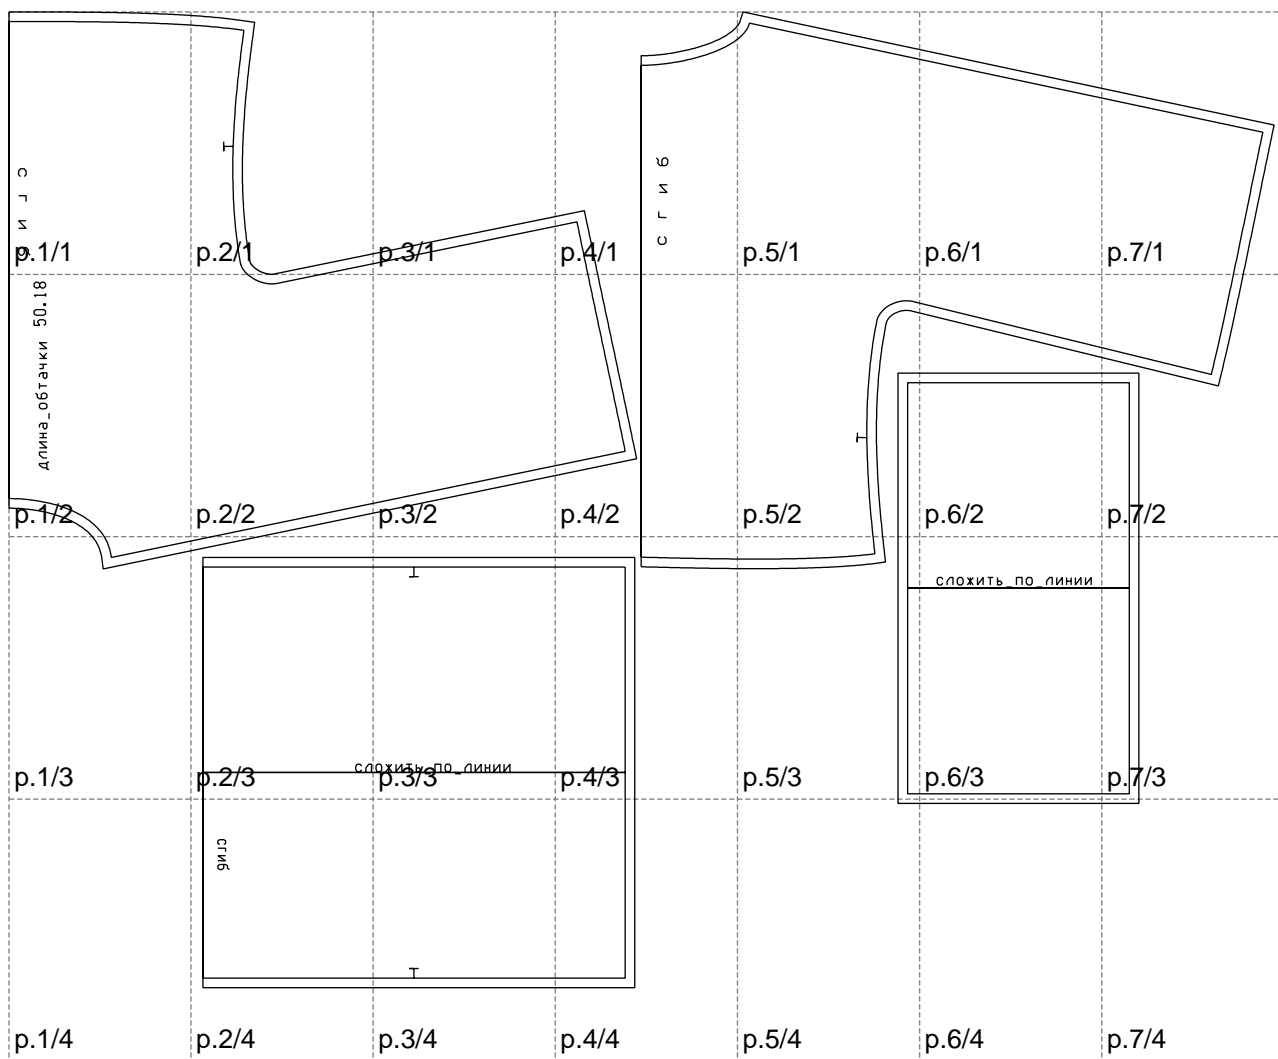 сгиб
сгиб
p.1/1 p.2/1 p.3/1 p.4/1 p.5/1 p.6/1 p.7/1
длина_обтачки 50.18
p.1/2 p.2/2 p.3/2 p.4/2 p.5/2 p.6/2 p.7/2
сложить_по_линии
сложить_по_линии
p.1/3 p.2/3 p.3/3 p.4/3 p.5/3 p.6/3 p.7/3
сгиб
p.1/4 p.2/4 p.3/4 p.4/4 p.5/4 p.6/4 p.7/4